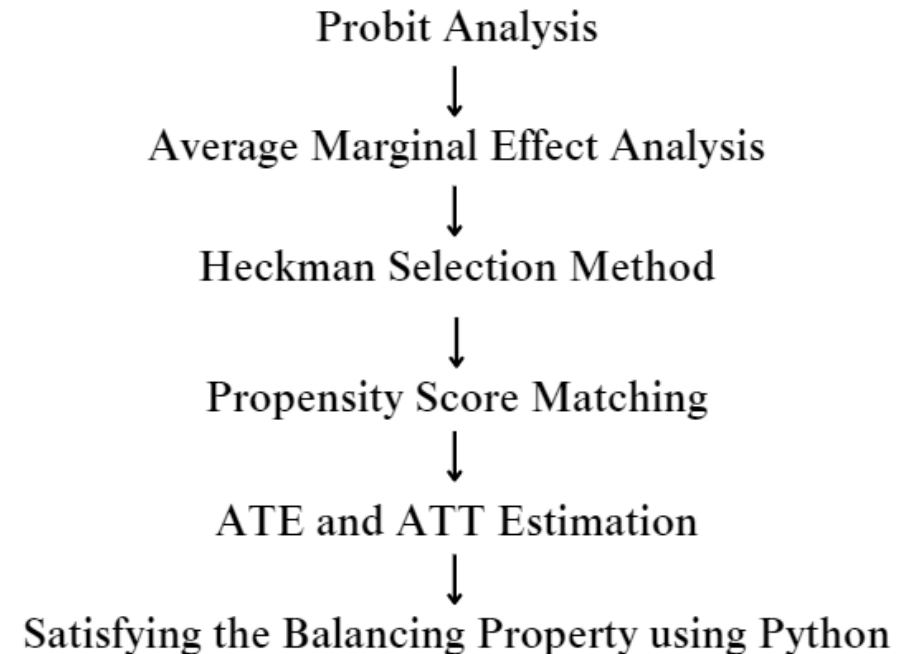 Probit Analysis
Average Marginal Effect Analysis
Heckman Selection Method
Propensity Score Matching
ATE and ATT Estimation
Satisfying the Balancing Property using Python